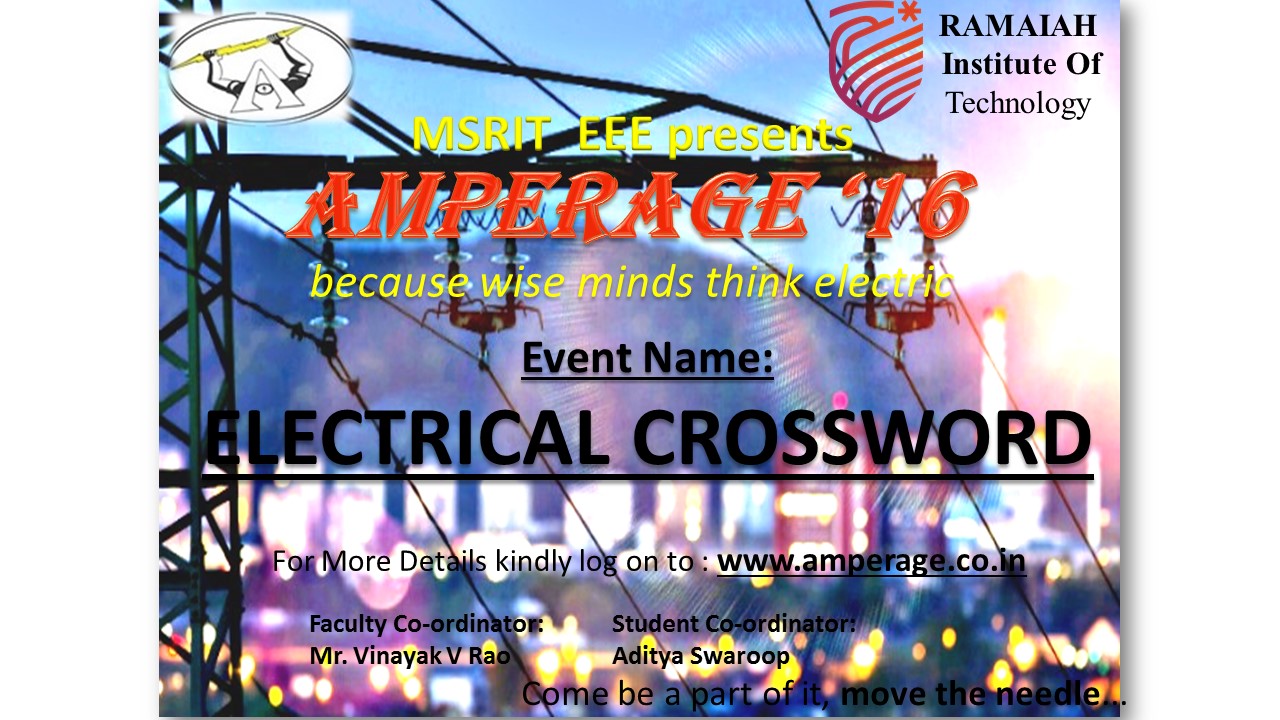 RAMAIAH
Institute Of
Technology
A
MSRIT EEE presents
AMPERAGE ‘16
because wise minds think electric
Event Name:
ELECTRICAL CROSSWORD
For More Details kindly log on to : www.amperage.co.in
Faculty Co-ordinator: Student Co-ordinator:
Mr. Vinayak V Rao Aditya Swaroop
Come be a part of it, move the needle...